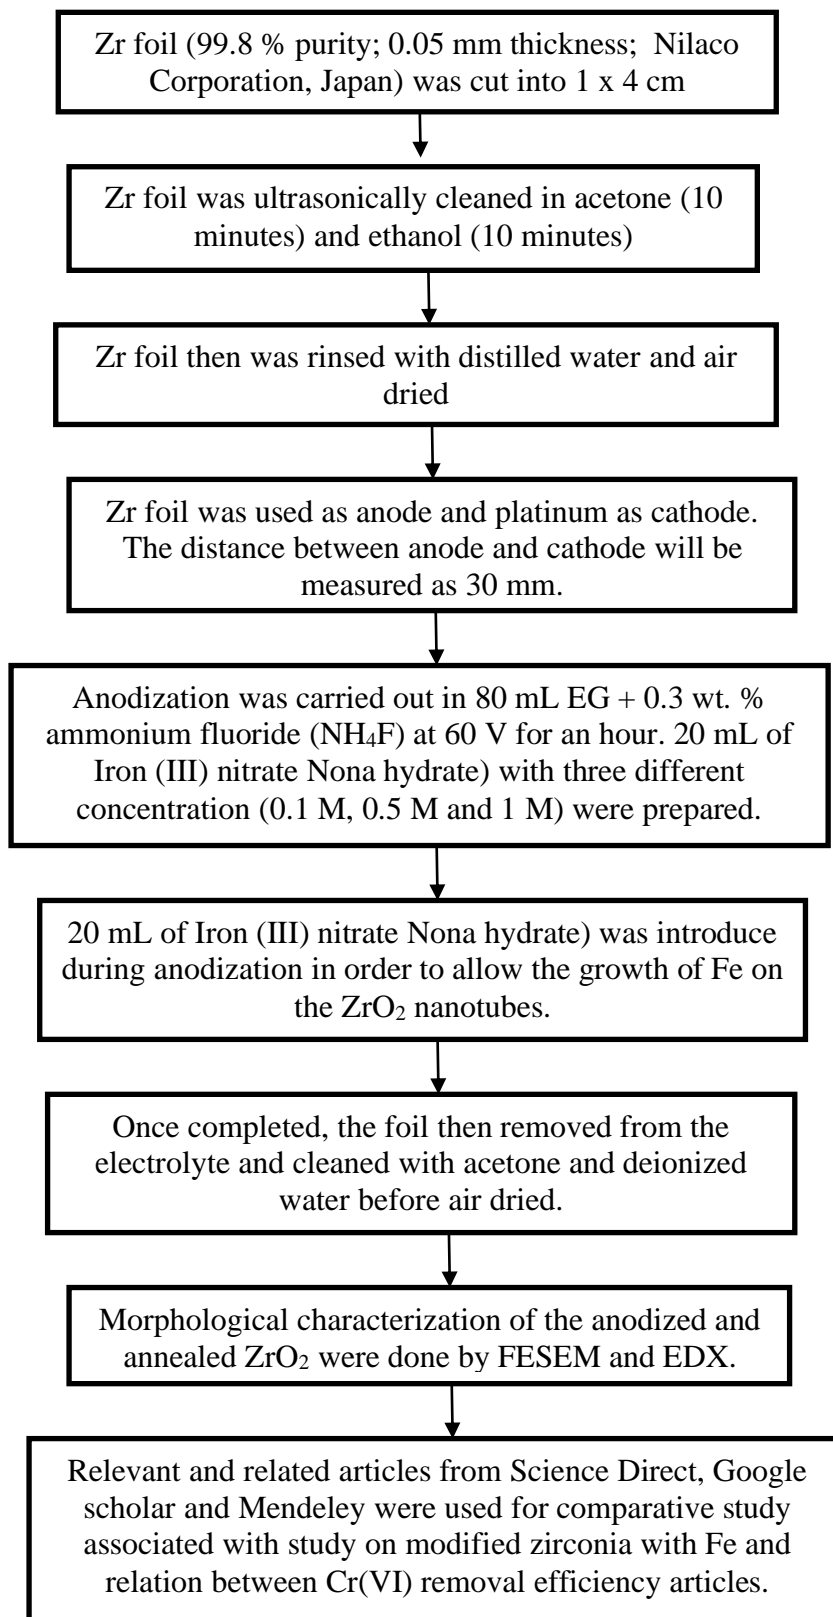 Zr foil (99.8 % purity; 0.05 mm thickness;  Nilaco
Corporation, Japan) was cut into 1 x 4 cm
Zr foil was ultrasonically cleaned in acetone (10
minutes) and ethanol (10 minutes)
Zr foil then was rinsed with distilled water and air
dried
Zr foil was used as anode and platinum as cathode.
The distance between anode and cathode will be
measured as 30 mm.
Anodization was carried out in 80 mL EG + 0.3 wt. %
ammonium fluoride (NH₄F) at 60 V for an hour. 20 mL of
Iron (III) nitrate Nona hydrate) with three different
concentration (0.1 M, 0.5 M and 1 M) were prepared.
20 mL of Iron (III) nitrate Nona hydrate) was introduce
during anodization in order to allow the growth of Fe on
the ZrO₂ nanotubes.
Once completed, the foil then removed from the
electrolyte and cleaned with acetone and deionized
water before air dried.
Morphological characterization of the anodized and
annealed ZrO₂ were done by FESEM and EDX.
Relevant and related articles from Science Direct, Google
scholar and Mendeley were used for comparative study
associated with study on modified zirconia with Fe and
relation between Cr(VI) removal efficiency articles.